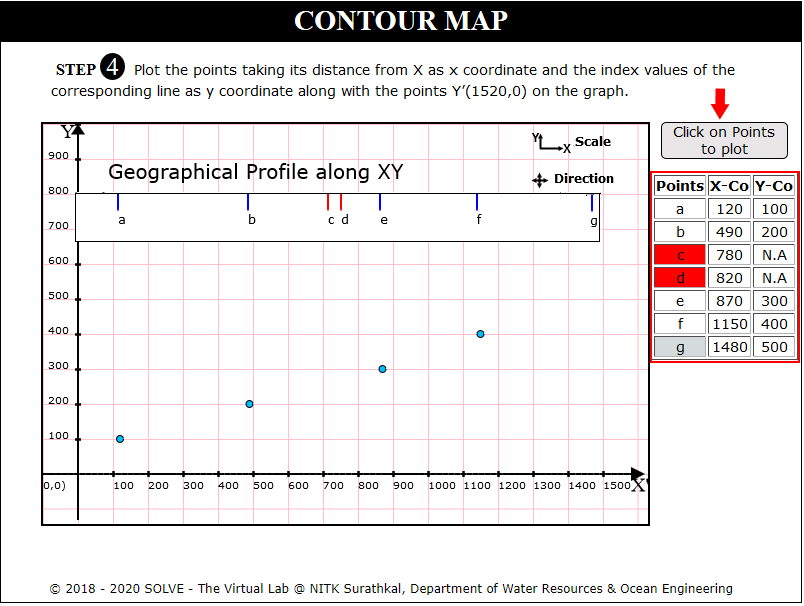 CONTOUR MAP
STEP 4 Plot the points taking its distance from X as x coordinate and the index values of the
corresponding line as y coordinate along with the points Y′(1520,0) on the graph.
Click on Points
to plot
Y
Y X Scale
Direction
Geographical Profile along XY
a b c d e f g
900
800
700
600
500
400
300
200
100
0,0) 100 200 300 400 500 600 700 800 900 1000 1100 1200 1300 1400 1500 X'
Points X-Co Y-Co
a 120 100
b 490 200
c 780 N.A
d 820 N.A
e 870 300
f 1150 400
g 1480 500
© 2018 - 2020 SOLVE - The Virtual Lab @ NITK Surathkal, Department of Water Resources & Ocean Engineering